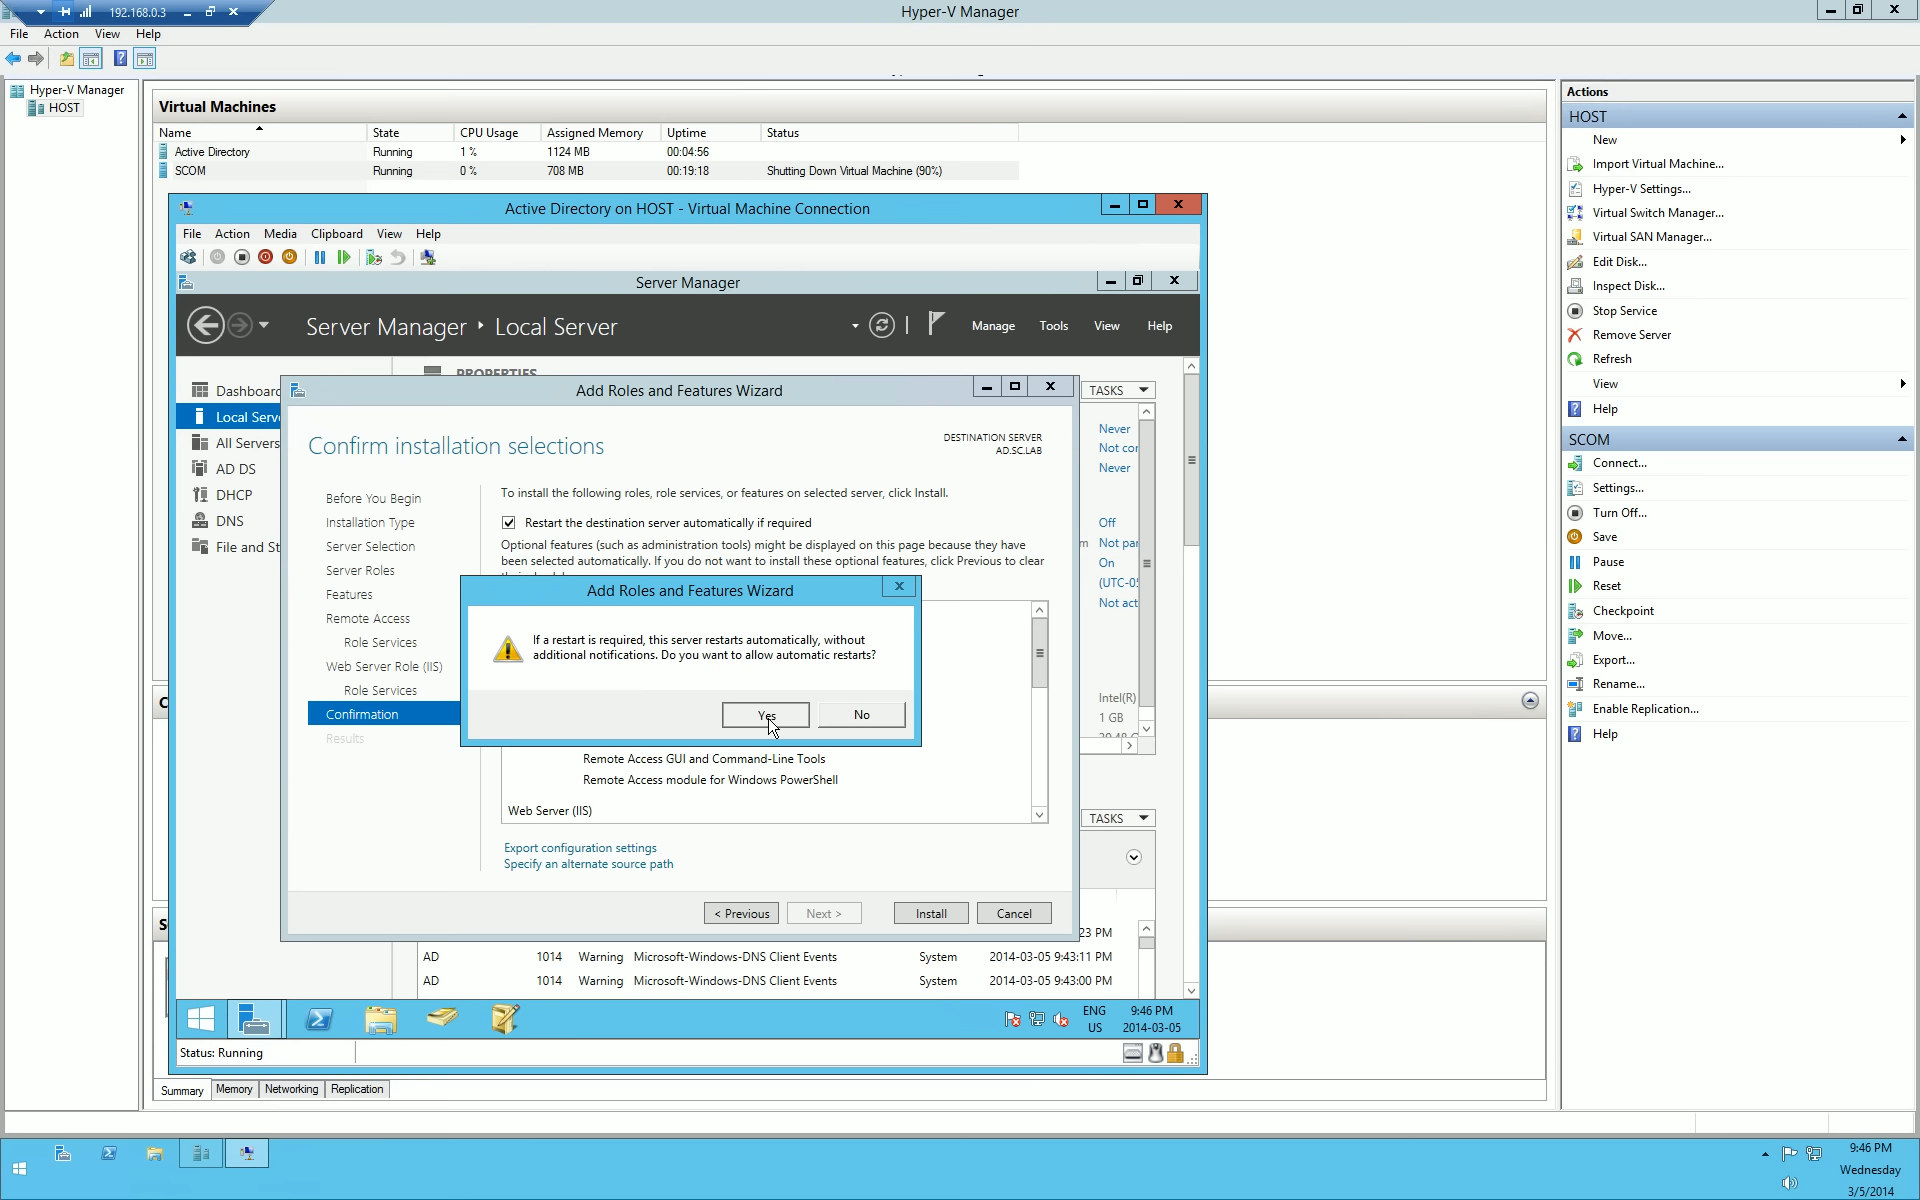 192.168.0.3
Hyper-V Manager
File Action View Help
Hyper-V Manager
HOST
Virtual Machines
Name State CPU Usage Assigned Memory Uptime Status
Active Directory Running 1 % 1124 MB 00:04:56
SCOM Running 0 % 708 MB 00:19:18 Shutting Down Virtual Machine (90%)
Active Directory on HOST - Virtual Machine Connection
File Action Media Clipboard View Help
Server Manager
Server Manager Local Server
Manage Tools View Help
PROPERTIES
Dashboard
Local Serve
All Servers
AD DS
DHCP
DNS
File and St
TASKS
Never
Not cor
Never
Off
Not par
On
(UTC-05
Not act
Intel(R)
1 GB
TASKS
Add Roles and Features Wizard
Confirm installation selections
DESTINATION SERVER
AD.SC.LAB
Before You Begin
Installation Type
Server Selection
Server Roles
Features
Remote Access
Role Services
Web Server Role (IIS)
Role Services
Confirmation
Results
To install the following roles, role services, or features on selected server, click Install.
Restart the destination server automatically if required
Optional features (such as administration tools) might be displayed on this page because they have
been selected automatically. If you do not want to install these optional features, click Previous to clear
Add Roles and Features Wizard
If a restart is required, this server restarts automatically, without
additional notifications. Do you want to allow automatic restarts?
Yes No
Remote Access GUI and Command-Line Tools
Remote Access module for Windows PowerShell
Web Server (IIS)
Export configuration settings
Specify an alternate source path
< Previous Next > Install Cancel
23 PM
AD 1014 Warning Microsoft-Windows-DNS Client Events System 2014-03-05 9:43:11 PM
AD 1014 Warning Microsoft-Windows-DNS Client Events System 2014-03-05 9:43:00 PM
ENG
US
9:46 PM
2014-03-05
Status: Running
Summary Memory Networking Replication
Actions
HOST
New
Import Virtual Machine...
Hyper-V Settings...
Virtual Switch Manager...
Virtual SAN Manager...
Edit Disk...
Inspect Disk...
Stop Service
Remove Server
Refresh
View
Help
SCOM
Connect...
Settings...
Turn Off...
Save
Pause
Reset
Checkpoint
Move...
Export...
Rename...
Enable Replication...
Help
9:46 PM
Wednesday
3/5/2014